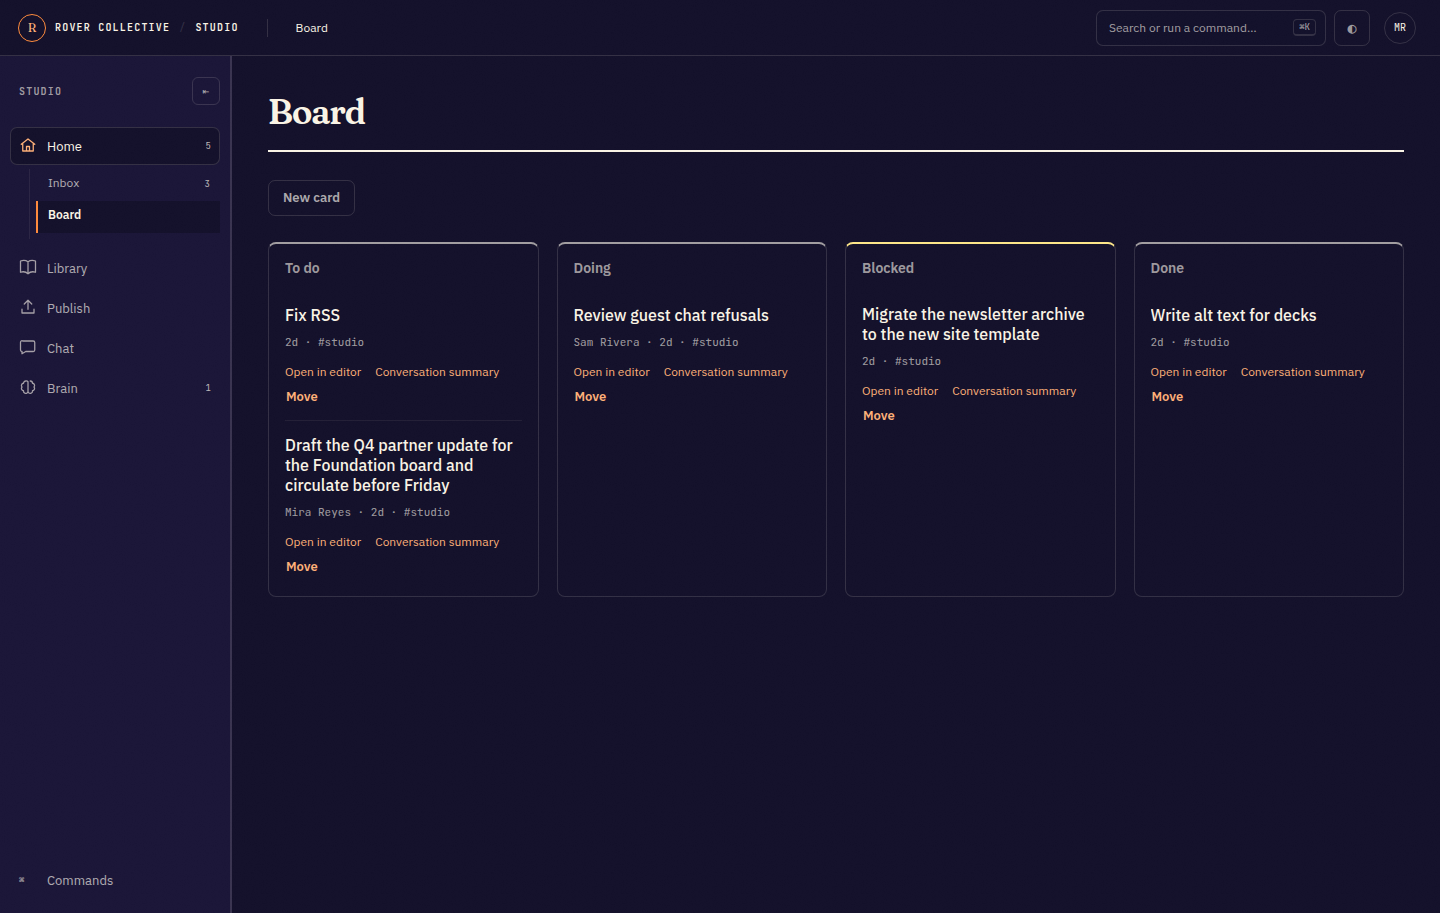 R ROVER COLLECTIVE / STUDIO Board Search or run a command... ⌘K ◐ MR
STUDIO ⇤
Home 5
Inbox 3
Board
Library
Publish
Chat
Brain 1
⌘ Commands
Board
New card
To do
Fix RSS
2d · #studio
Open in editor Conversation summary
Move
Draft the Q4 partner update for
the Foundation board and
circulate before Friday
Mira Reyes · 2d · #studio
Open in editor Conversation summary
Move
Doing
Review guest chat refusals
Sam Rivera · 2d · #studio
Open in editor Conversation summary
Move
Blocked
Migrate the newsletter archive
to the new site template
2d · #studio
Open in editor Conversation summary
Move
Done
Write alt text for decks
2d · #studio
Open in editor Conversation summary
Move